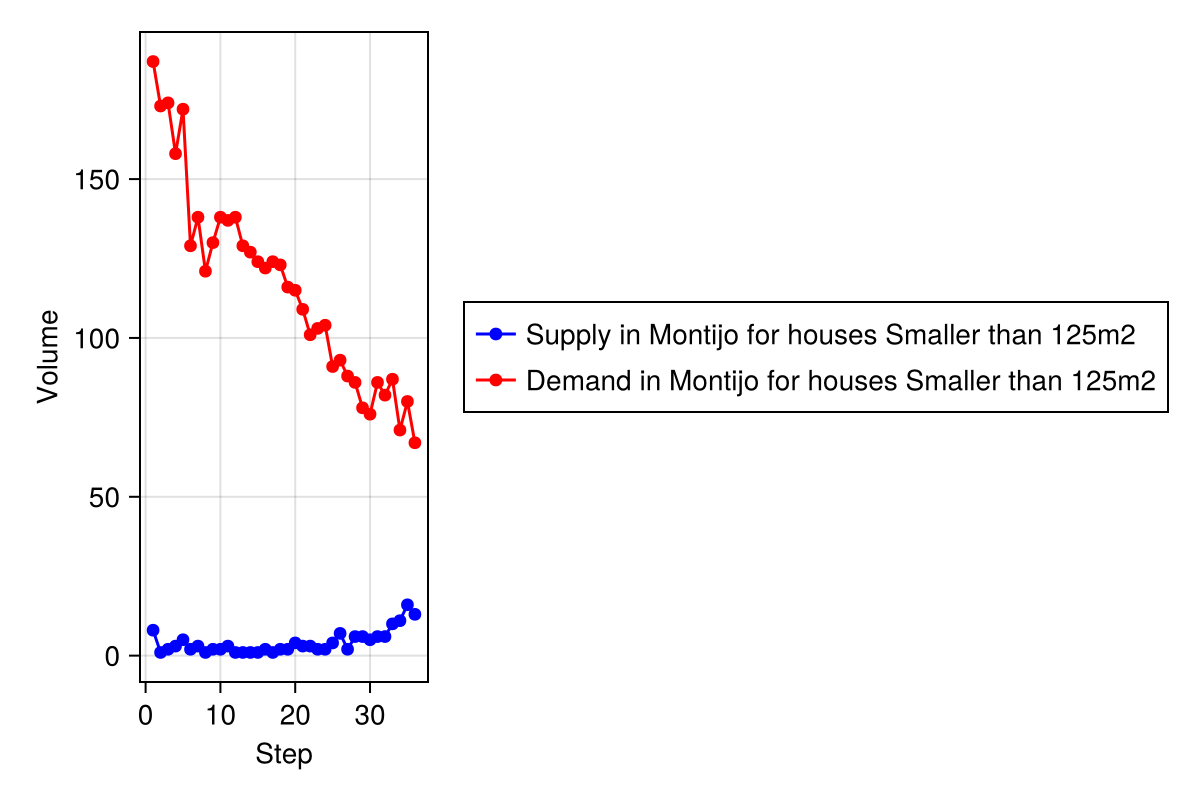 Volume
150
100
50
0
0 10 20 30
Step
Supply in Montijo for houses Smaller than 125m2
Demand in Montijo for houses Smaller than 125m2